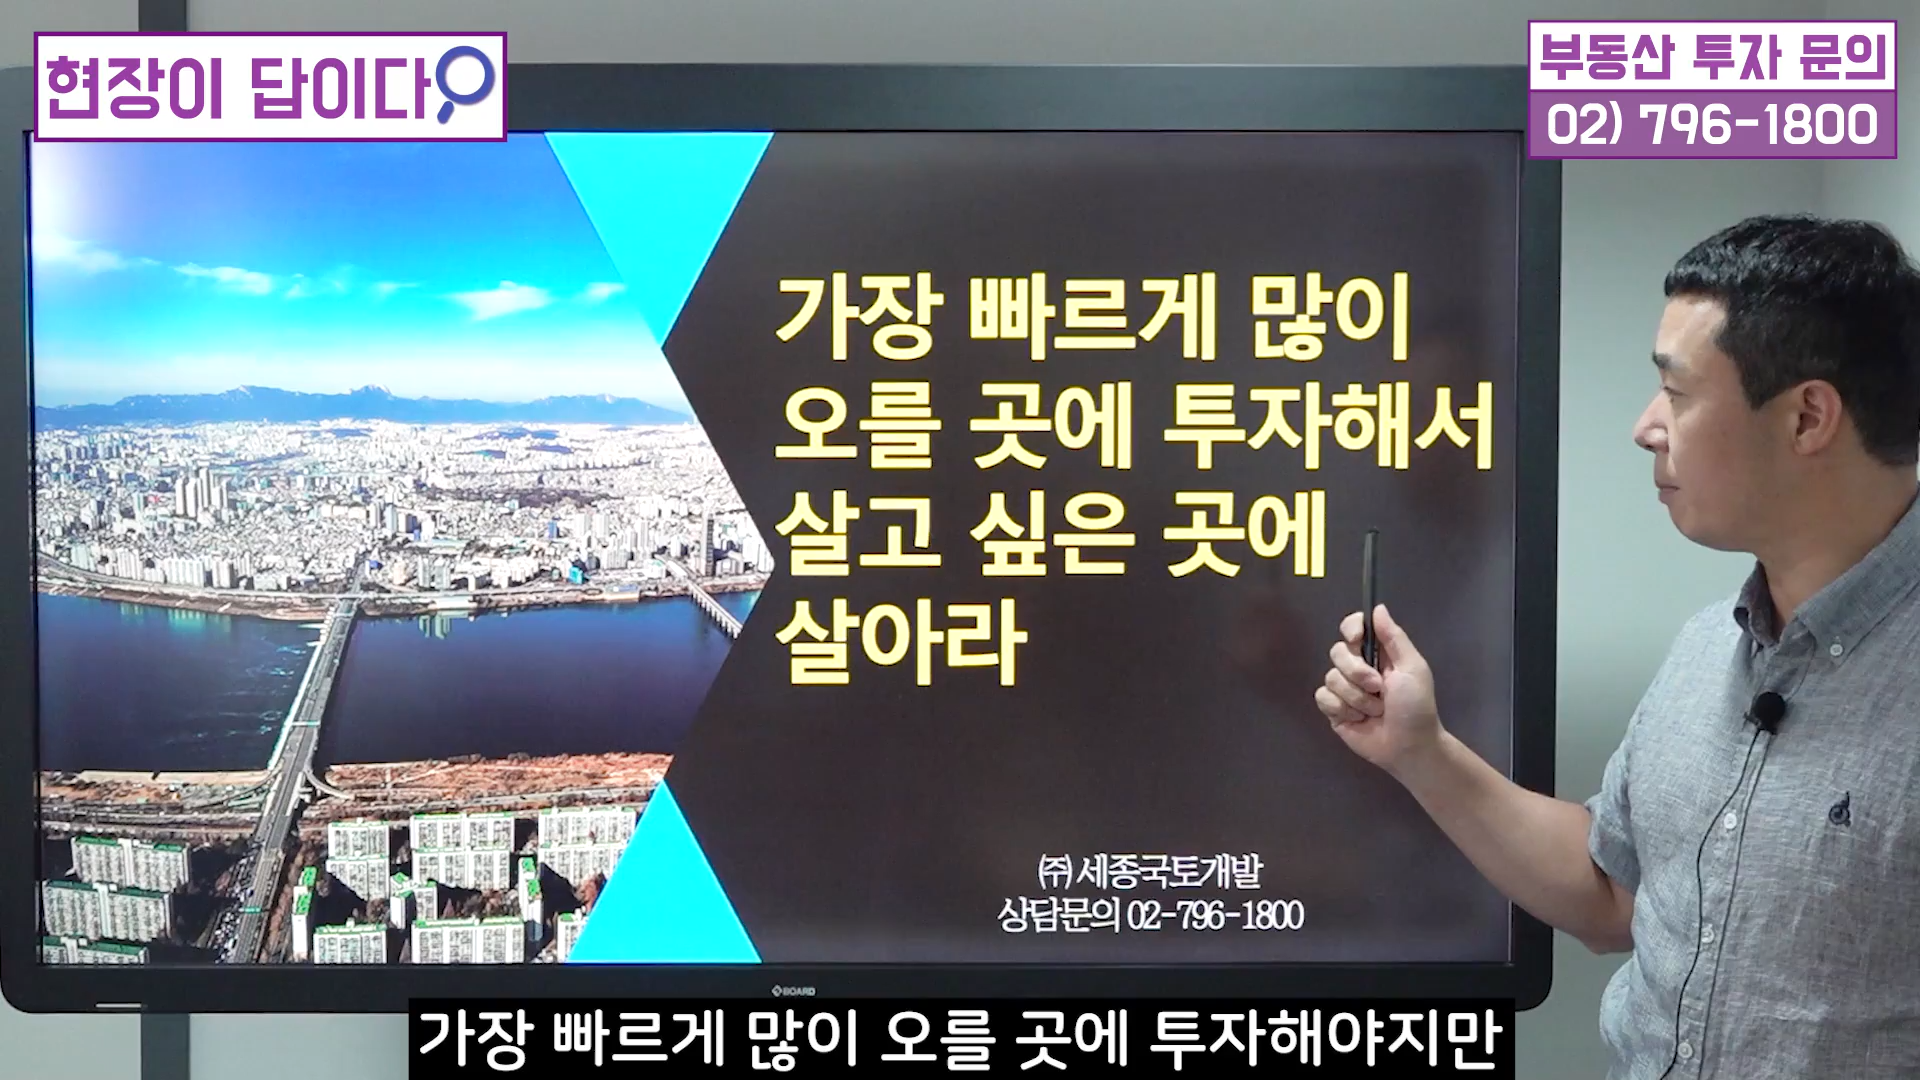 현장이 답이다
부동산 투자 문의
02) 796-1800
가장 빠르게 많이
오를 곳에 투자해서
살고 싶은 곳에
살아라
㈜ 세종국토개발
상담문의 02-796-1800
BOARD
가장 빠르게 많이 오를 곳에 투자해야지만